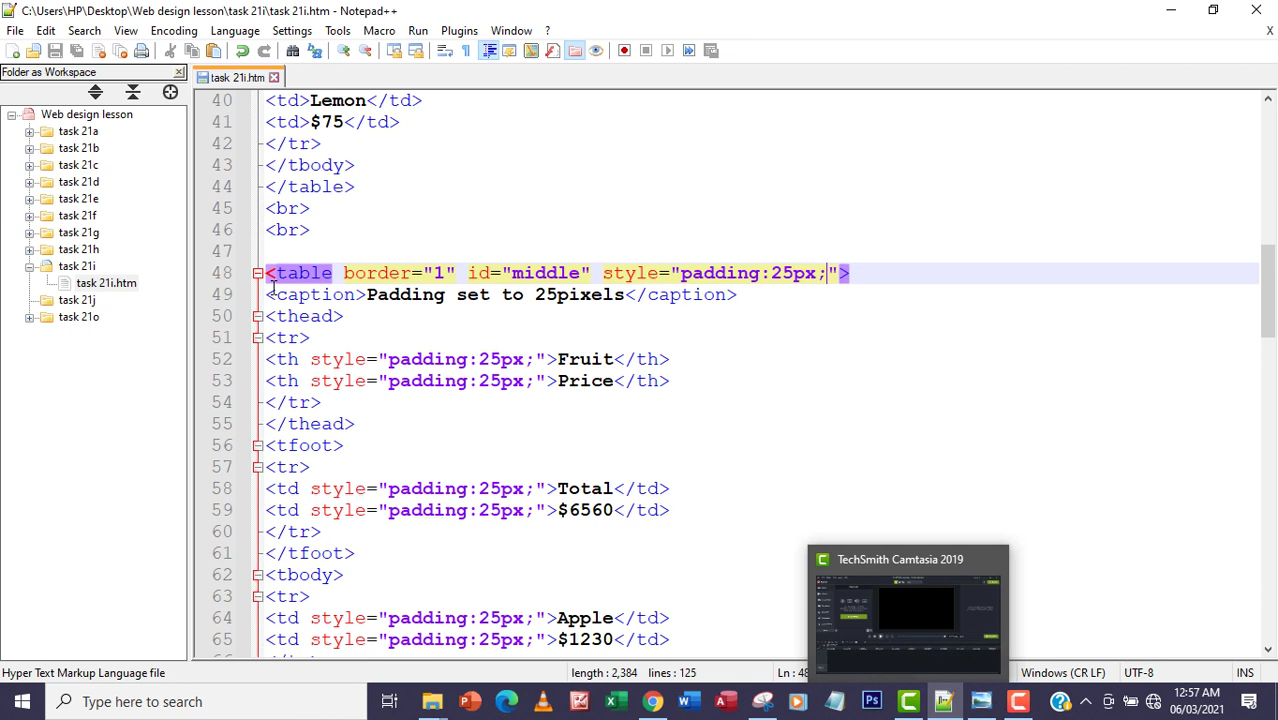 C:\Users\HP\Desktop\Web design lesson\task 21i\task 21i.htm - Notepad++
File Edit Search View Encoding Language Settings Tools Macro Run Plugins Window ? X
Folder as Workspace
task 21i.htm
Web design lesson
task 21a
task 21b
task 21c
task 21d
task 21e
task 21f
task 21g
task 21h
task 21i
task 21i.htm
task 21j
task 21o
40 <td>Lemon</td>
41 <td>$75</td>
42 </tr>
43 </tbody>
44 </table>
45 <br>
46 <br>
47
48 <table border="1" id="middle" style="padding:25px;">
49 <caption>Padding set to 25pixels</caption>
50 <thead>
51 <tr>
52 <th style="padding:25px;">Fruit</th>
53 <th style="padding:25px;">Price</th>
54 </tr>
55 </thead>
56 <tfoot>
57 <tr>
58 <td style="padding:25px;">Total</td>
59 <td style="padding:25px;">$6560</td>
60 </tr>
61 </tfoot>
62 <tbody>
63 <tr>
64 <td style="padding:25px;">Apple</td>
65 <td style="padding:25px;">$1230</td>
TechSmith Camtasia 2019
Hyper Text Markup Language file length : 2,384 lines : 125 Ln : 48 Windows (CR LF) UTF-8 INS
Type here to search
12:57 AM
06/03/2021